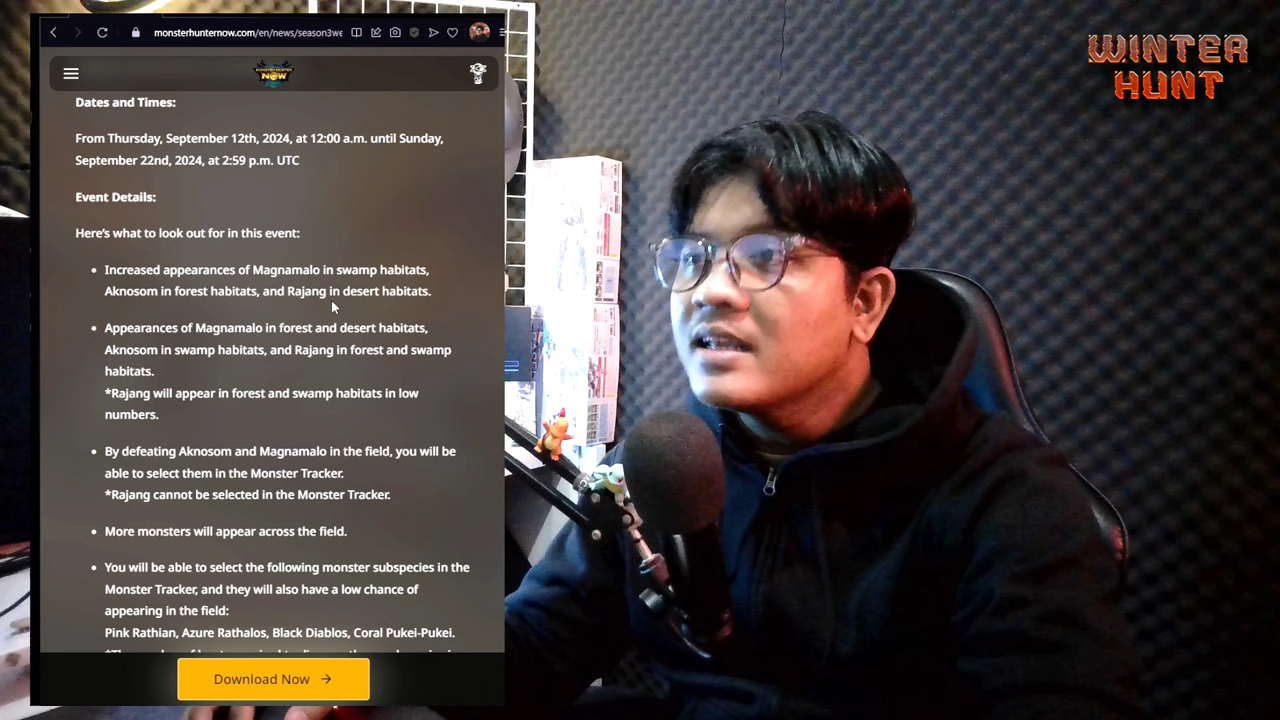 monsterhunternow.com/en/news/season3we
MONSTER HUNTER
NOW
Dates and Times:
From Thursday, September 12th, 2024, at 12:00 a.m. until Sunday,
September 22nd, 2024, at 2:59 p.m. UTC
Event Details:
Here's what to look out for in this event:
• Increased appearances of Magnamalo in swamp habitats,
Aknosom in forest habitats, and Rajang in desert habitats.
• Appearances of Magnamalo in forest and desert habitats,
Aknosom in swamp habitats, and Rajang in forest and swamp
habitats.
*Rajang will appear in forest and swamp habitats in low
numbers.
• By defeating Aknosom and Magnamalo in the field, you will be
able to select them in the Monster Tracker.
*Rajang cannot be selected in the Monster Tracker.
• More monsters will appear across the field.
• You will be able to select the following monster subspecies in the
Monster Tracker, and they will also have a low chance of
appearing in the field:
Pink Rathian, Azure Rathalos, Black Diablos, Coral Pukei-Pukei.
Download Now →
WINTER
HUNT